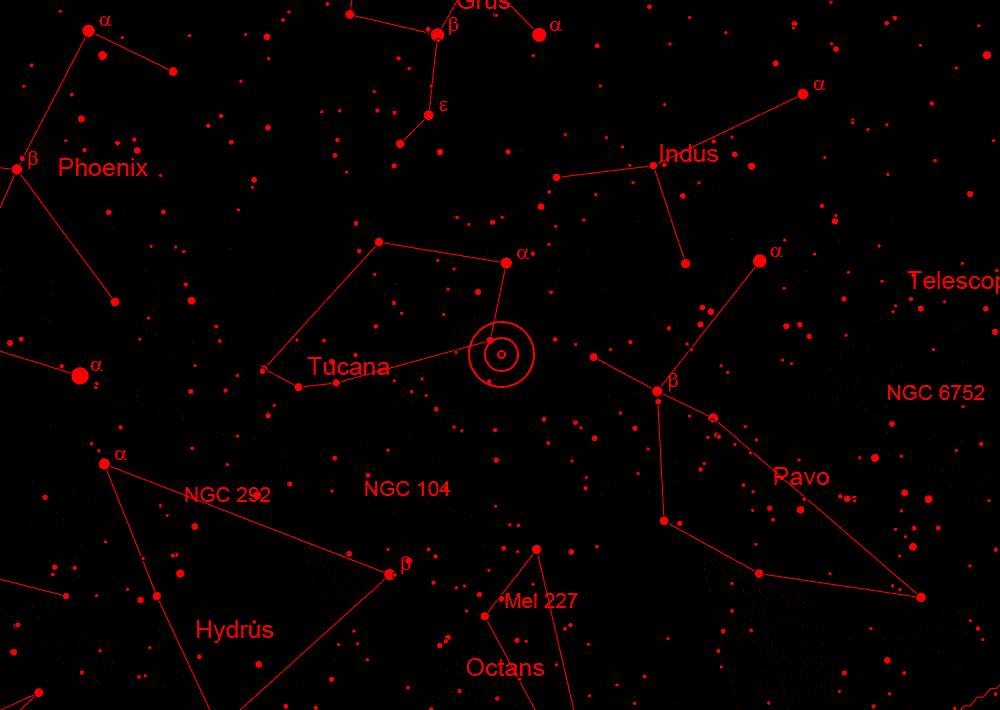 Grus
α
β
α
α
ε
Indus
β
Phoenix
α
α
Telescop
Tucana
α
β
NGC 6752
α
Pavo
NGC 292
NGC 104
β
Mel 227
Hydrus
Octans